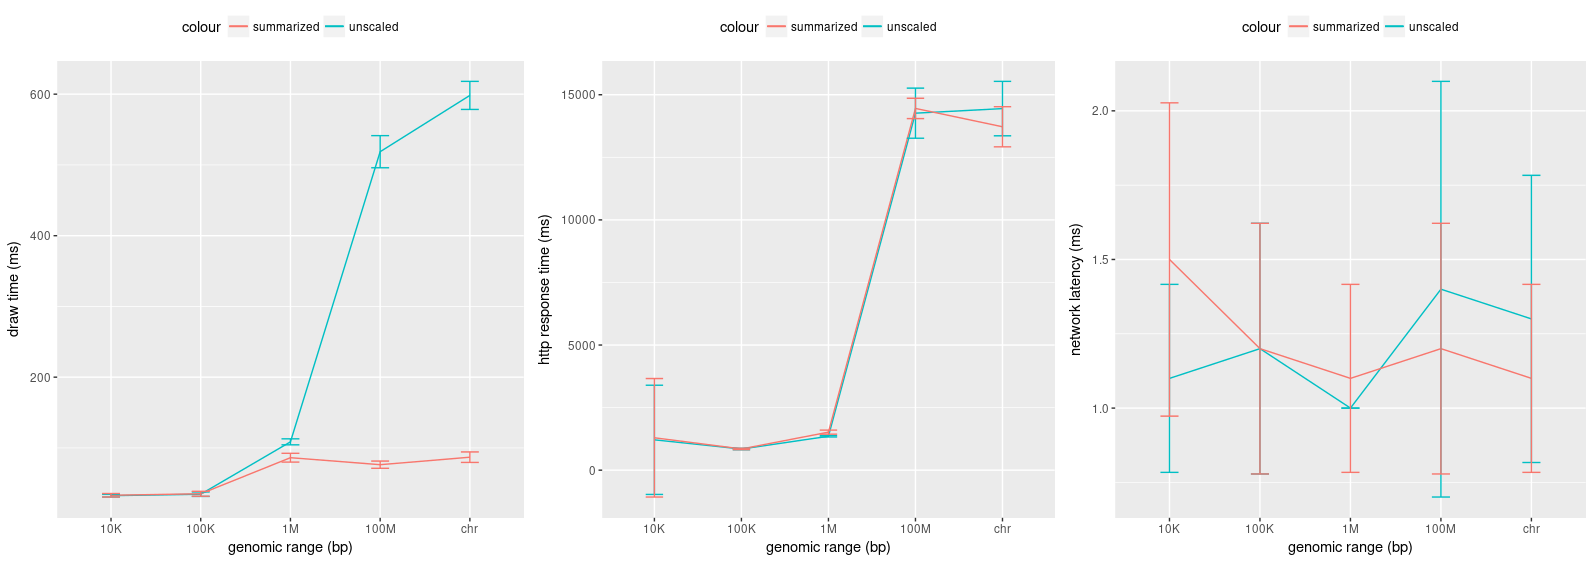 colour summarized unscaled
600
400
200
draw time (ms)
10K 100K 1M 100M chr
genomic range (bp)
colour summarized unscaled
15000
10000
5000
0
http response time (ms)
10K 100K 1M 100M chr
genomic range (bp)
colour summarized unscaled
2.0
1.5
1.0
network latency (ms)
10K 100K 1M 100M chr
genomic range (bp)